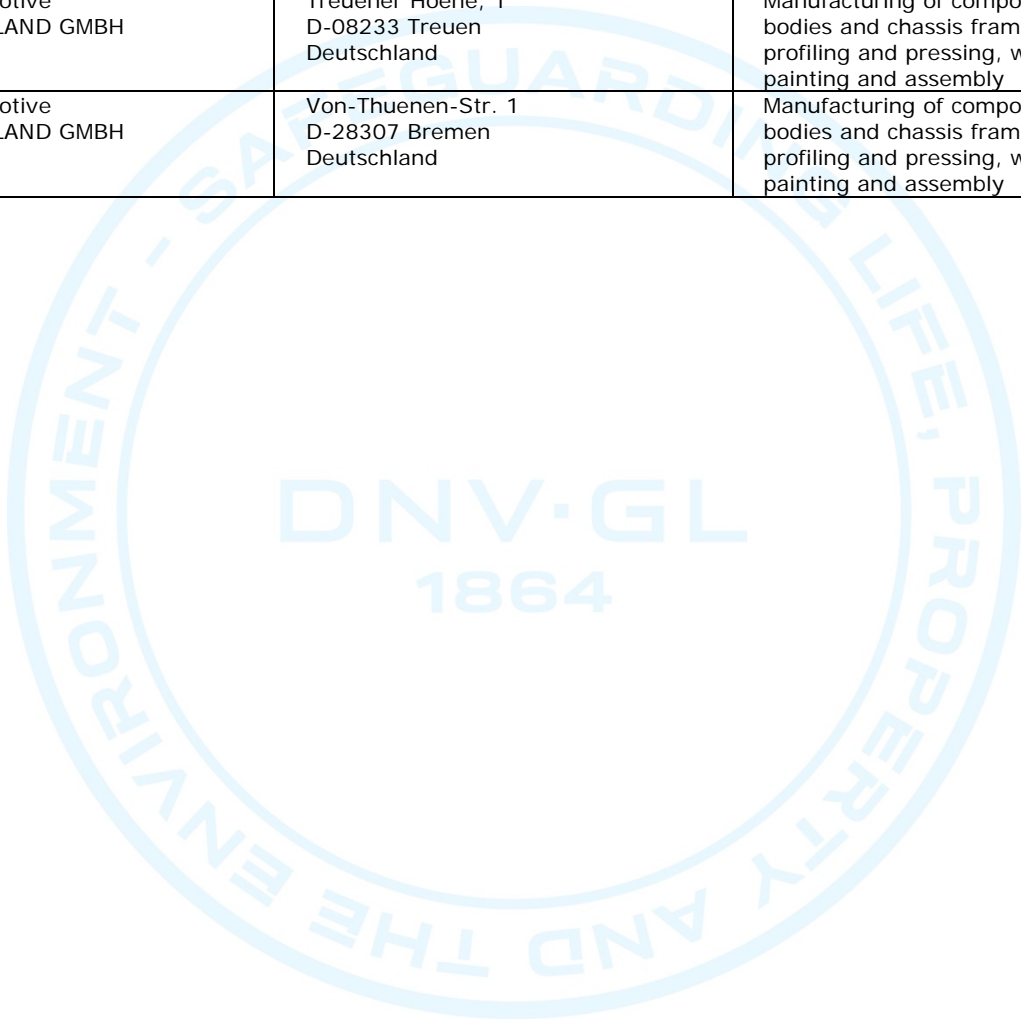 otive
LAND GMBH
Treuener Hoehe, 1
D-08233 Treuen
Deutschland
Manufacturing of compo
bodies and chassis fram
profiling and pressing, w
painting and assembly
otive
LAND GMBH
Von-Thuenen-Str. 1
D-28307 Bremen
Deutschland
Manufacturing of compo
bodies and chassis fram
profiling and pressing, w
painting and assembly
SAFEGUARDING LIFE, PROPERTY AND THE ENVIRONMENT -
DNV·GL
1864